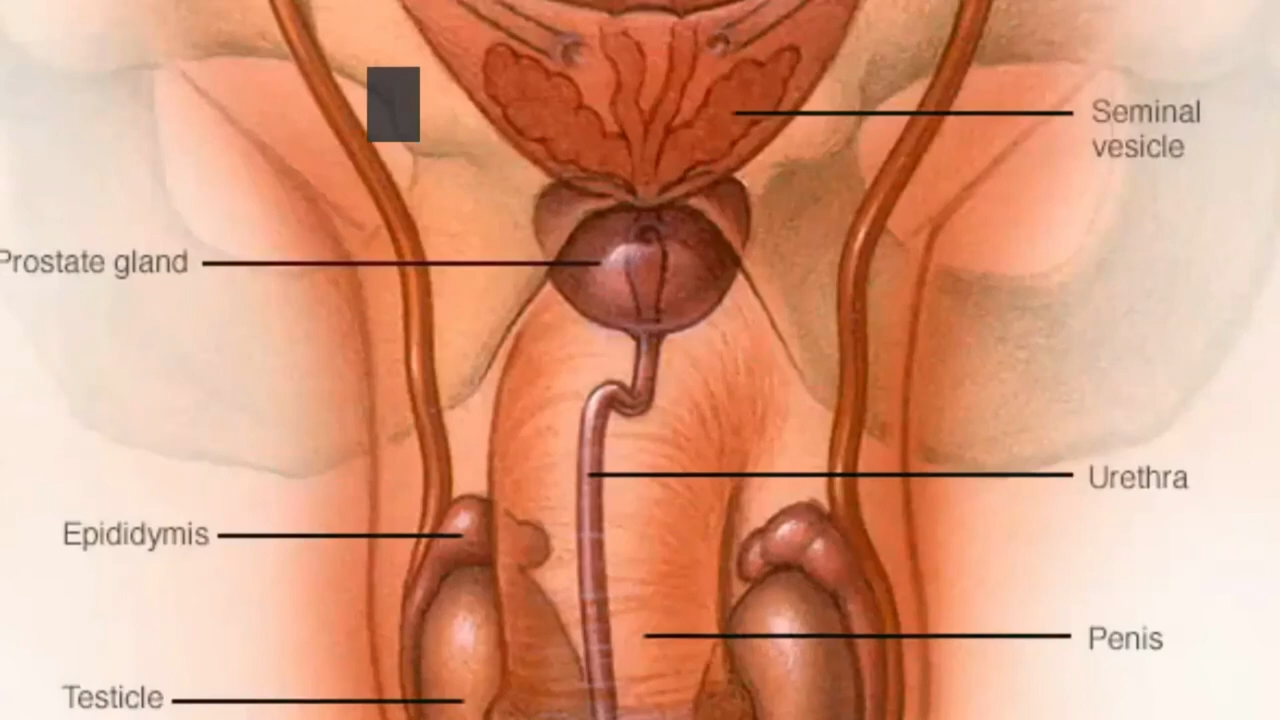 Seminal
vesicle
Prostate gland
Urethra
Epididymis
Penis
Testicle